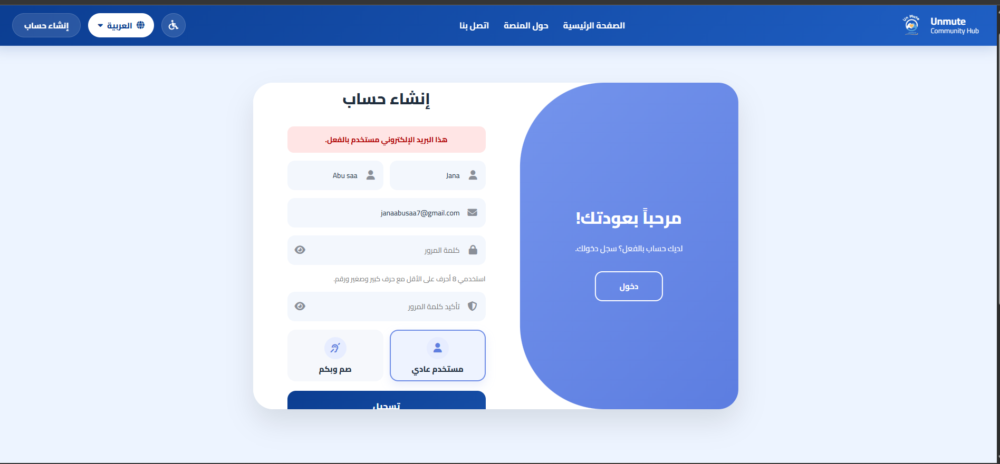 Unmute
Community Hub
الصفحة الرئيسية
حول المنصة
اتصل بنا
العربية
إنشاء حساب
إنشاء حساب
هذا البريد الإلكتروني مستخدم بالفعل.
Jana
Abu saa
janaabusaa7@gmail.com
كلمة المرور
استخدمي 8 أحرف على الأقل مع حرف كبير وصغير ورقم.
تأكيد كلمة المرور
مستخدم عادي
صم وبكم
تسجيل
مرحباً بعودتك!
لديك حساب بالفعل؟ سجل دخولك.
دخول